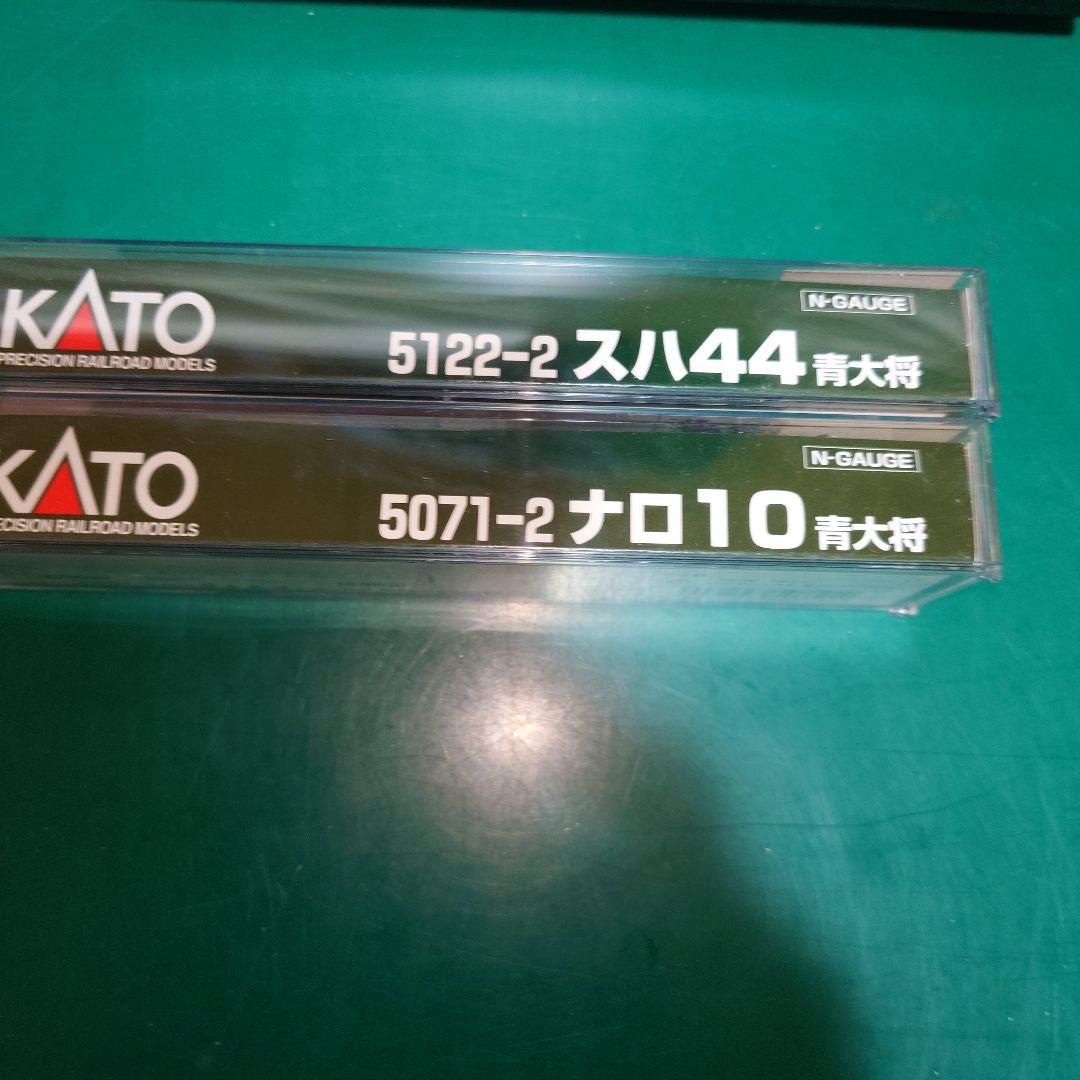 KATO
PRECISION RAILROAD MODELS
N-GAUGE
5122-2 スハ44 青大将
KATO
ECISION RAILROAD MODELS
N-GAUGE
5071-2 ナロ10 青大将